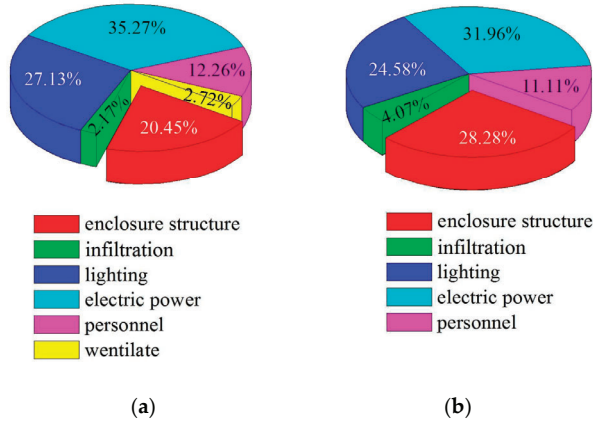 35.27%
12.26%
27.13%
2.72%
2.17%
20.45%
enclosure structure
infiltration
lighting
electric power
personnel
wentilate
(a)
31.96%
24.58%
11.11%
4.07%
28.28%
enclosure structure
infiltration
lighting
electric power
personnel
(b)